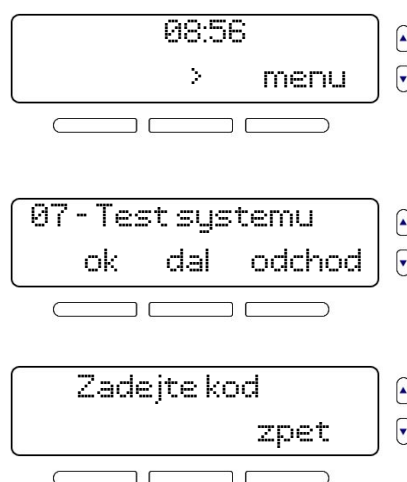 08:56
> menu
07 - Test systemu
ok dal odchod
Zadejte kod
zpet